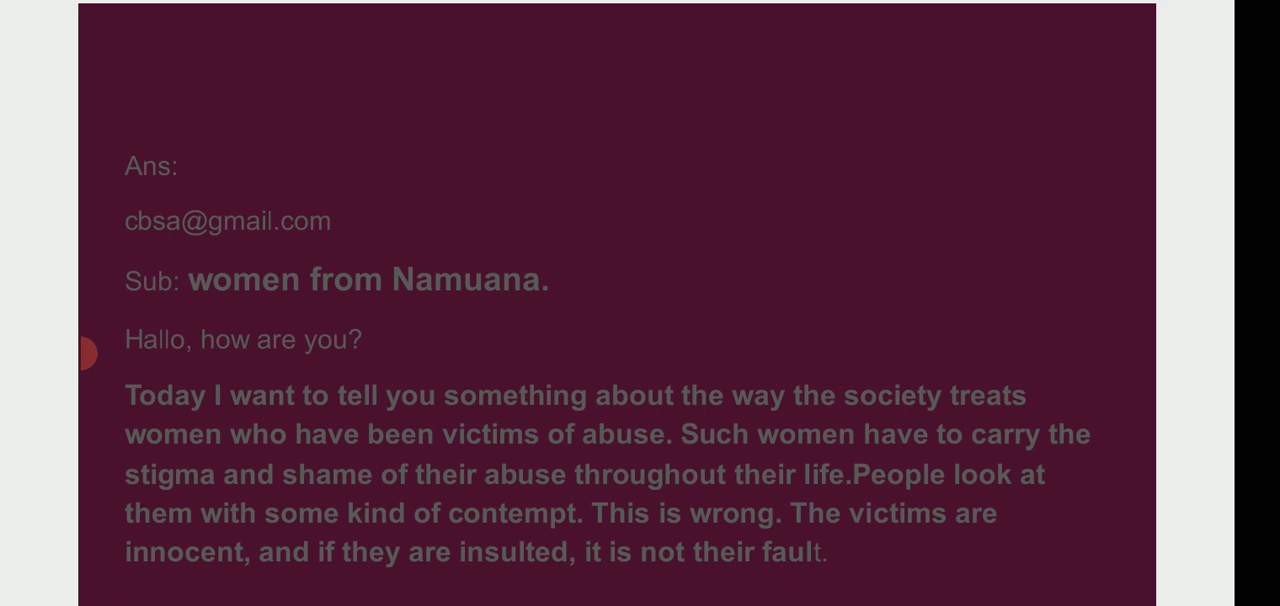 Ans:
cbsa@gmail.com
Sub: women from Namuana.
Hallo, how are you?
Today I want to tell you something about the way the society treats
women who have been victims of abuse. Such women have to carry the
stigma and shame of their abuse throughout their life.People look at
them with some kind of contempt. This is wrong. The victims are
innocent, and if they are insulted, it is not their fault.